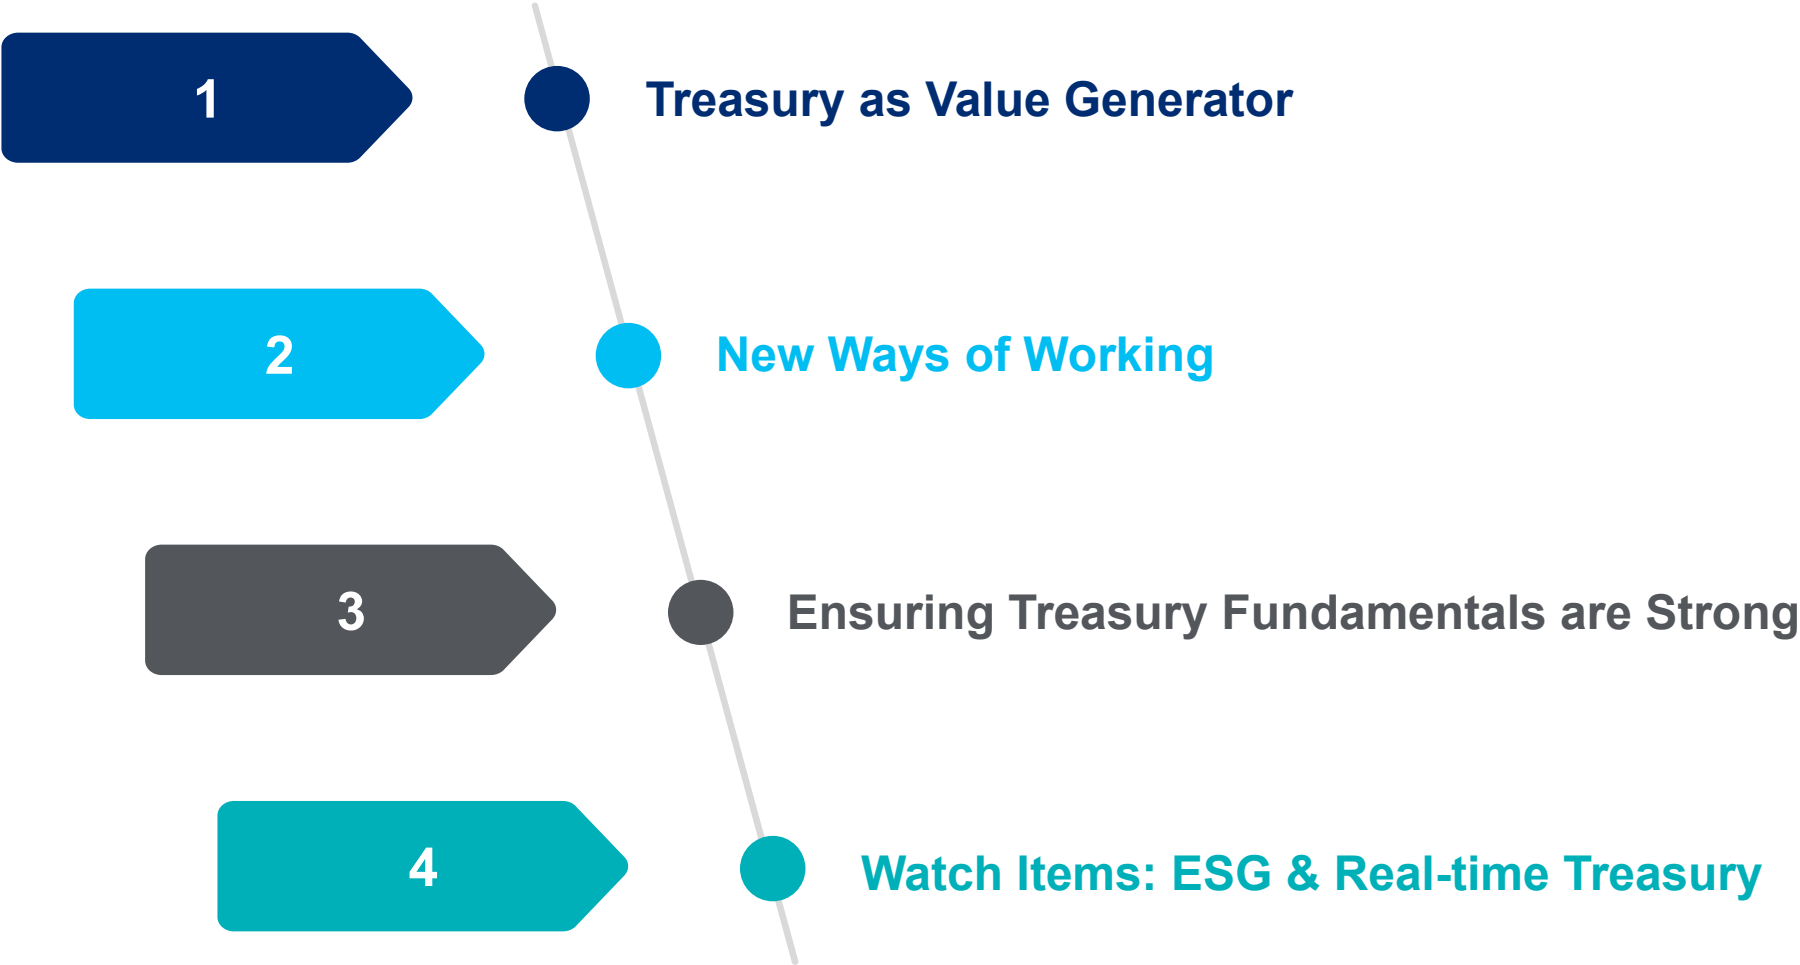 1
Treasury as Value Generator
2
New Ways of Working
3
Ensuring Treasury Fundamentals are Strong
4
Watch Items: ESG & Real-time Treasury